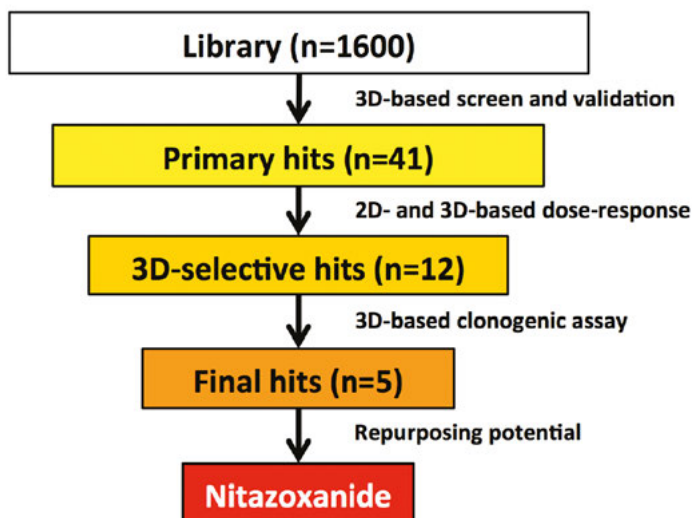 Library (n=1600)
3D-based screen and validation
Primary hits (n=41)
2D- and 3D-based dose-response
3D-selective hits (n=12)
3D-based clonogenic assay
Final hits (n=5)
Repurposing potential
Nitazoxanide